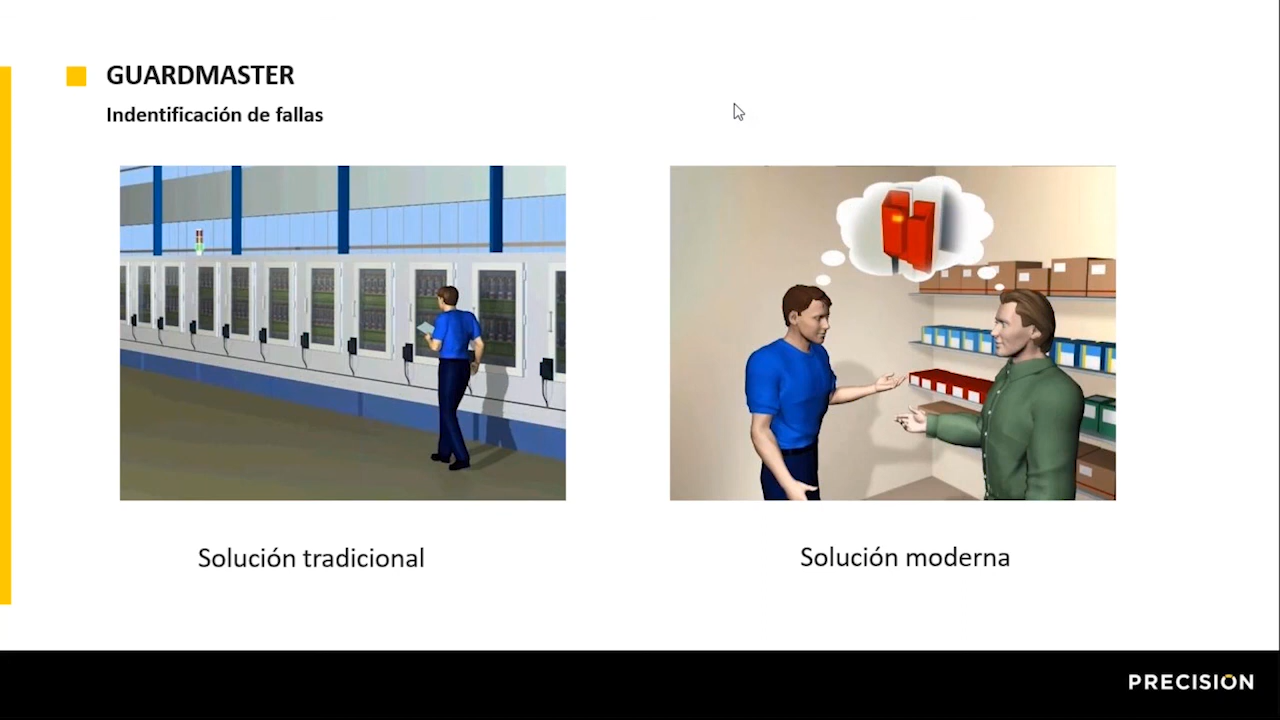 GUARDMASTER
Indentificación de fallas
Solución tradicional
Solución moderna
PRECISION